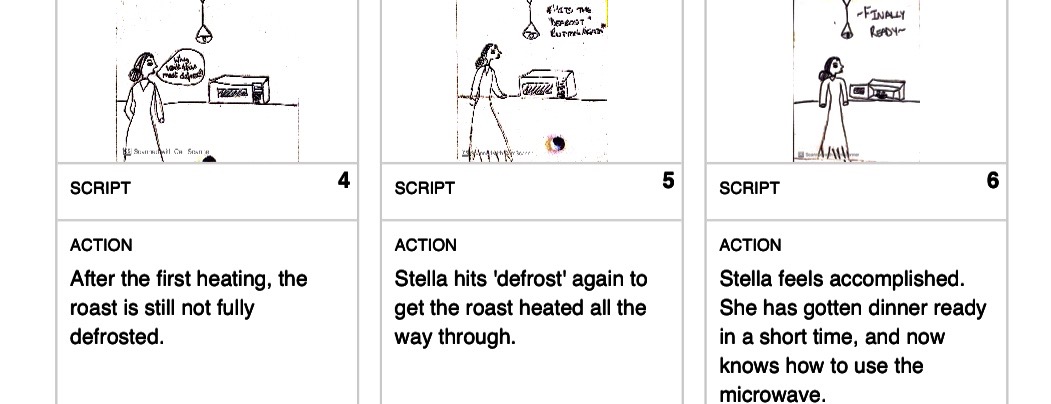 Why
isn't this
meat defrost?
*HITS THE
"DEFROST"
BUTTON AGAIN*
~FINALLY
READY~
SCRIPT 4
SCRIPT 5
SCRIPT 6
ACTION
After the first heating, the
roast is still not fully
defrosted.
ACTION
Stella hits 'defrost' again to
get the roast heated all the
way through.
ACTION
Stella feels accomplished.
She has gotten dinner ready
in a short time, and now
knows how to use the
microwave.